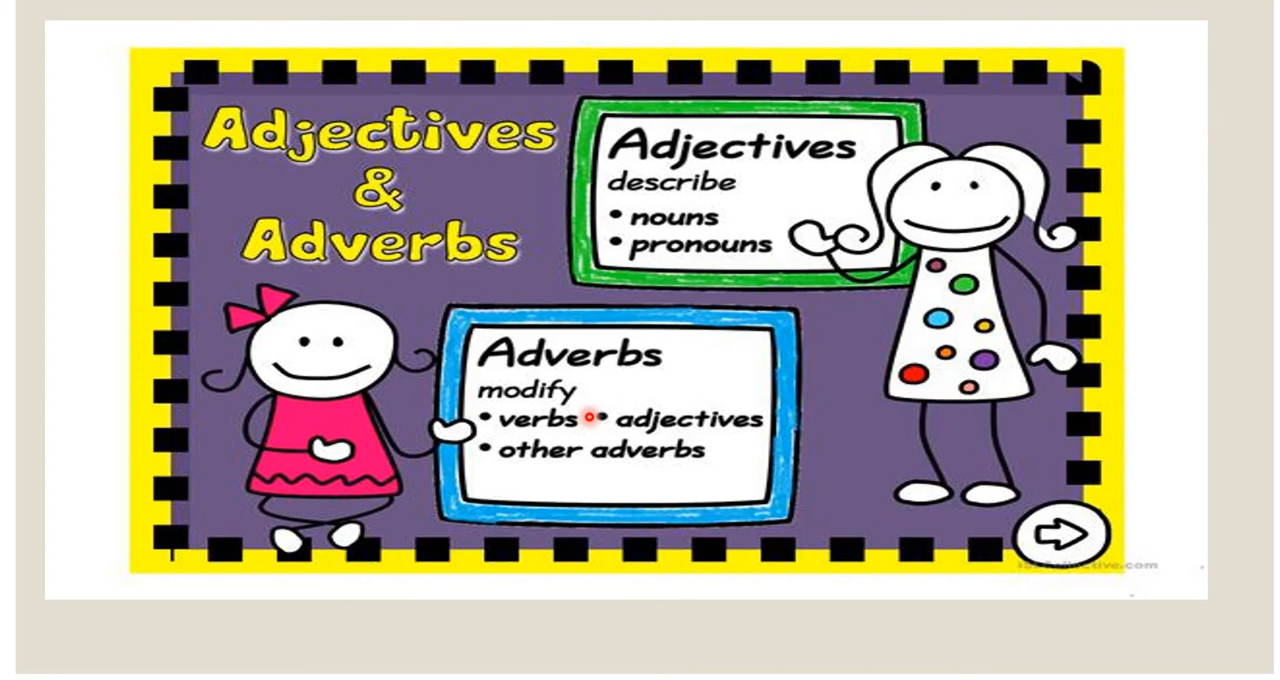 Adjectives
&
Adverbs
Adjectives
describe
• nouns
• pronouns
Adverbs
modify
• verbs • adjectives
• other adverbs